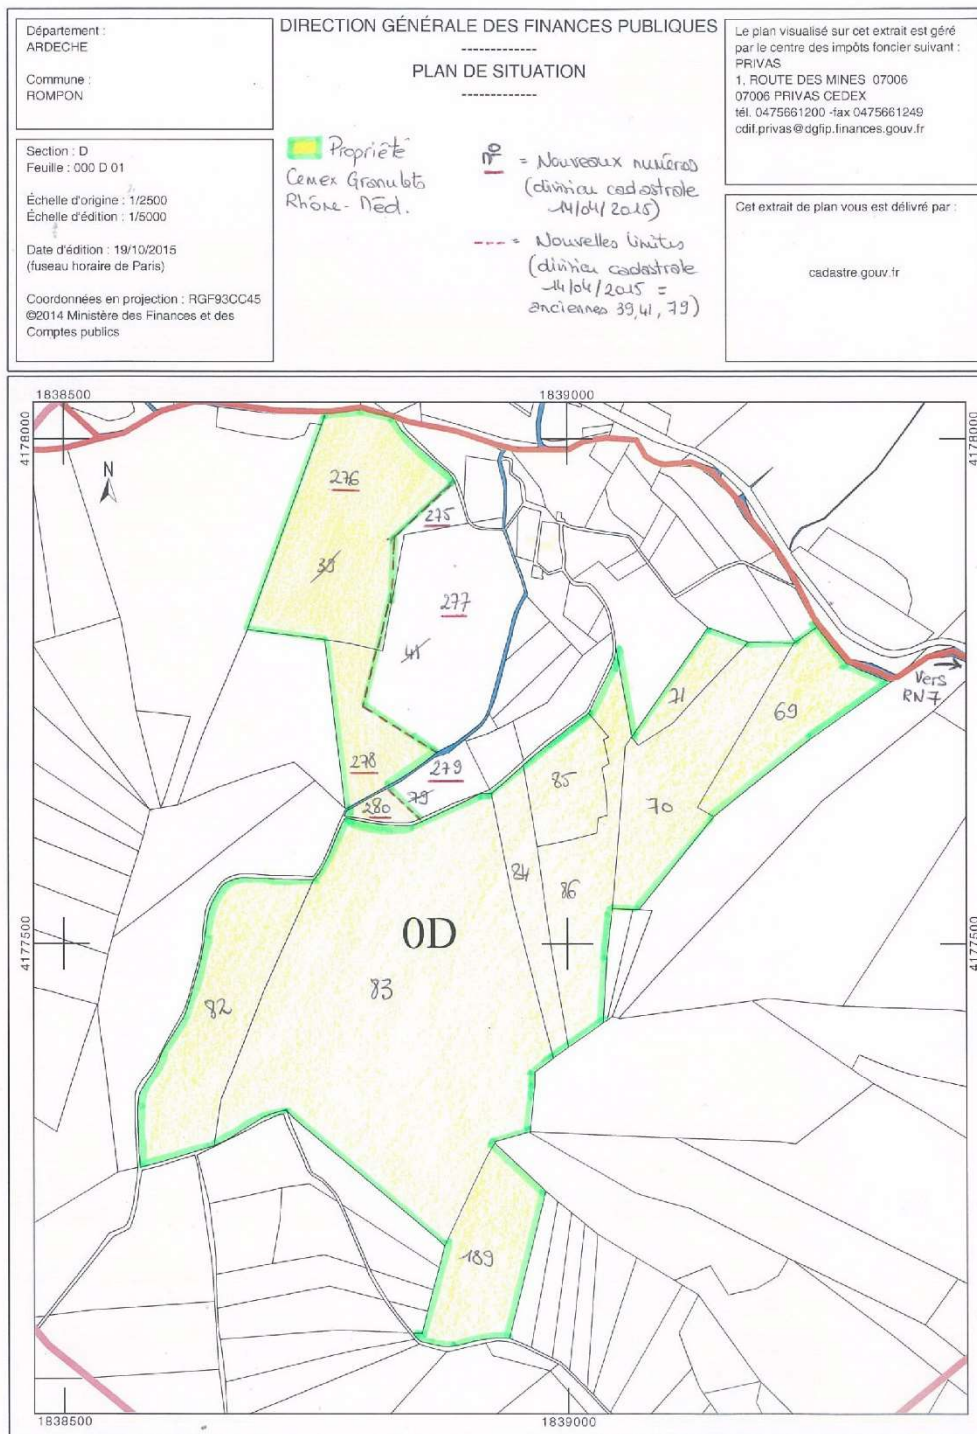 Département :
ARDECHE
Commune :
ROMPON
Section : D
Feuille : 000 D 01
Échelle d'origine : 1/2500
Échelle d'édition : 1/5000
Date d'édition : 19/10/2015
(fuseau horaire de Paris)
Coordonnées en projection : RGF93CC45
©2014 Ministère des Finances et des
Comptes publics
DIRECTION GÉNÉRALE DES FINANCES PUBLIQUES
-------------
PLAN DE SITUATION
-------------
Propriété
Cemex Granulats
Rhône-Méd.
n° = Nouveaux numéros
(division cadastrale
14/04/2015)
---- = Nouvelles limites
(division cadastrale
14/04/2015 =
anciennes 39, 41, 79)
Le plan visualisé sur cet extrait est géré
par le centre des impôts foncier suivant :
PRIVAS
1, ROUTE DES MINES 07006
07006 PRIVAS CEDEX
tél. 0475661200 -fax 0475661249
cdif.privas@dgfip.finances.gouv.fr
Cet extrait de plan vous est délivré par :
cadastre.gouv.fr
1838500
1839000
4178000
4178000
N
276
275
39
277
41
Vers
RN7
71
69
278
279
280
79
85
70
84
86
0D
4177500
4177500
83
82
189
1838500
1839000